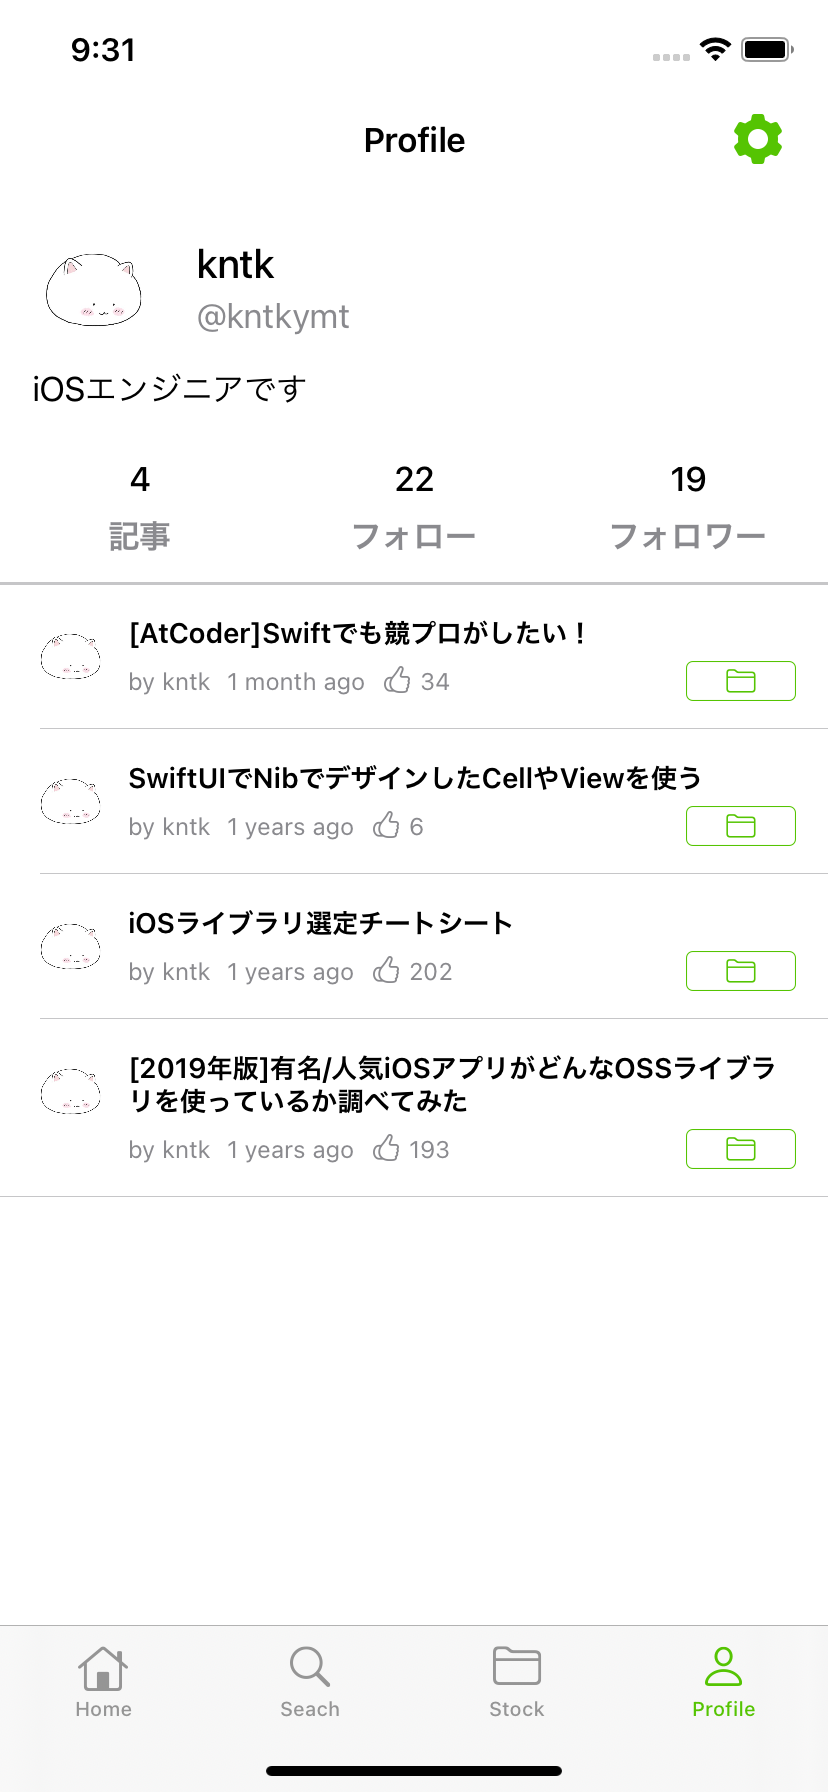 9:31
Profile
kntk
@kntkymt
iOSエンジニアです
4 22 19
記事 フォロー フォロワー
[AtCoder]Swiftでも競プロがしたい！
by kntk 1 month ago 34
SwiftUIでNibでデザインしたCellやViewを使う
by kntk 1 years ago 6
iOSライブラリ選定チートシート
by kntk 1 years ago 202
[2019年版]有名/人気iOSアプリがどんなOSSライブラ
リを使っているか調べてみた
by kntk 1 years ago 193
Home Seach Stock Profile